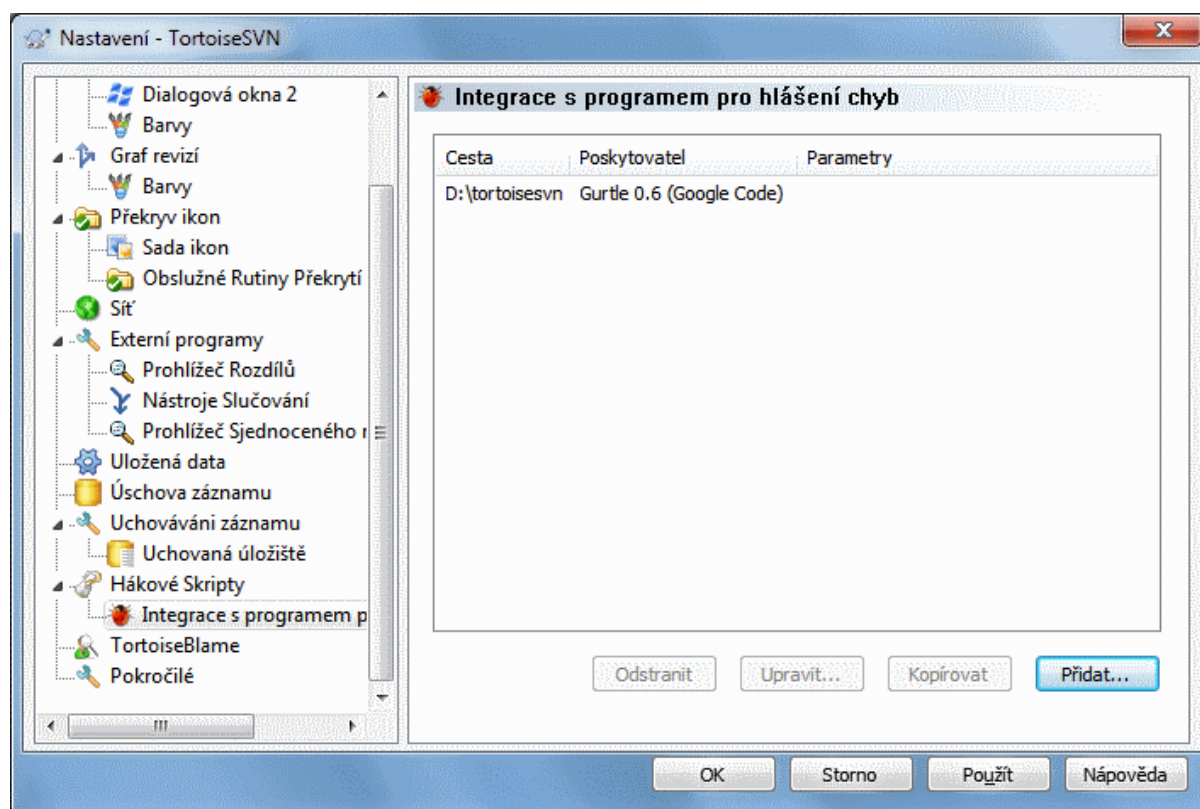 Nastavení - TortoiseSVN
Dialogová okna 2
Barvy
Graf revizí
Barvy
Překryv ikon
Sada ikon
Obslužné Rutiny Překrytí
Síť
Externí programy
Prohlížeč Rozdílů
Nástroje Slučování
Prohlížeč Sjednoceného r
Uložená data
Úschova záznamu
Uchováváni záznamu
Uchovaná úložiště
Hákové Skripty
Integrace s programem p
TortoiseBlame
Pokročilé
Integrace s programem pro hlášení chyb
Cesta Poskytovatel Parametry
D:\tortoisesvn Gurtle 0.6 (Google Code)
Odstranit Upravit... Kopírovat Přidat...
OK Storno Použít Nápověda